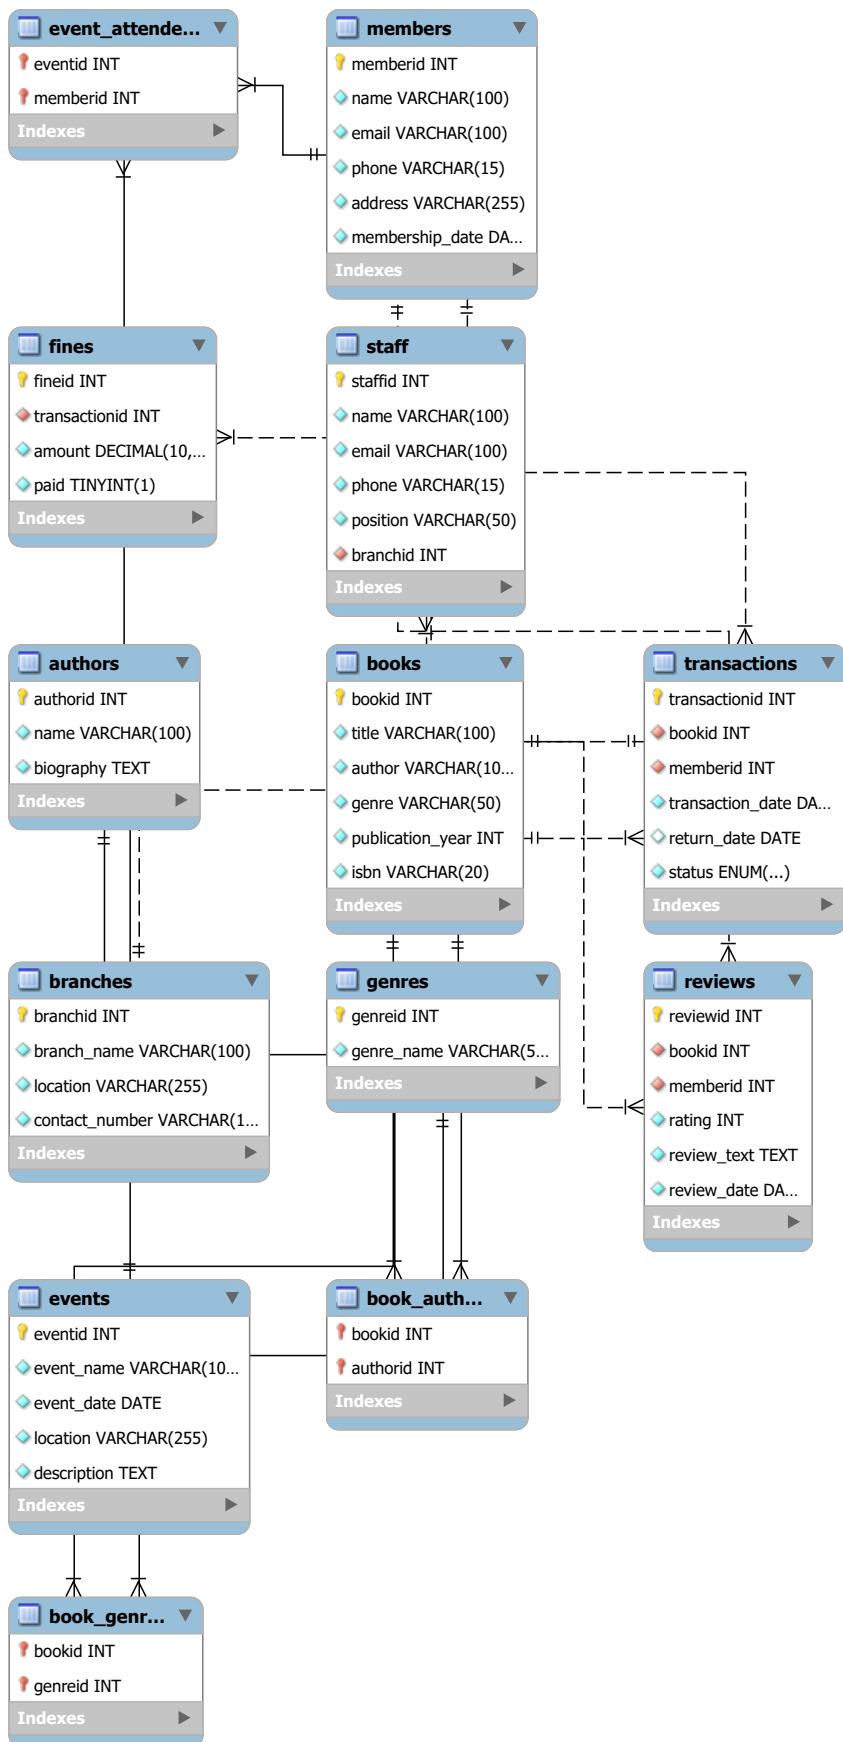 event_attende...
eventid INT
memberid INT
Indexes
members
memberid INT
name VARCHAR(100)
email VARCHAR(100)
phone VARCHAR(15)
address VARCHAR(255)
membership_date DA...
Indexes
fines
fineid INT
transactionid INT
amount DECIMAL(10,...
paid TINYINT(1)
Indexes
staff
staffid INT
name VARCHAR(100)
email VARCHAR(100)
phone VARCHAR(15)
position VARCHAR(50)
branchid INT
Indexes
authors
authorid INT
name VARCHAR(100)
biography TEXT
Indexes
books
bookid INT
title VARCHAR(100)
author VARCHAR(10...
genre VARCHAR(50)
publication_year INT
isbn VARCHAR(20)
Indexes
transactions
transactionid INT
bookid INT
memberid INT
transaction_date DA...
return_date DATE
status ENUM(...)
Indexes
branches
branchid INT
branch_name VARCHAR(100)
location VARCHAR(255)
contact_number VARCHAR(1...
Indexes
genres
genreid INT
genre_name VARCHAR(5...
Indexes
reviews
reviewid INT
bookid INT
memberid INT
rating INT
review_text TEXT
review_date DA...
Indexes
events
eventid INT
event_name VARCHAR(10...
event_date DATE
location VARCHAR(255)
description TEXT
Indexes
book_auth...
bookid INT
authorid INT
Indexes
book_genr...
bookid INT
genreid INT
Indexes